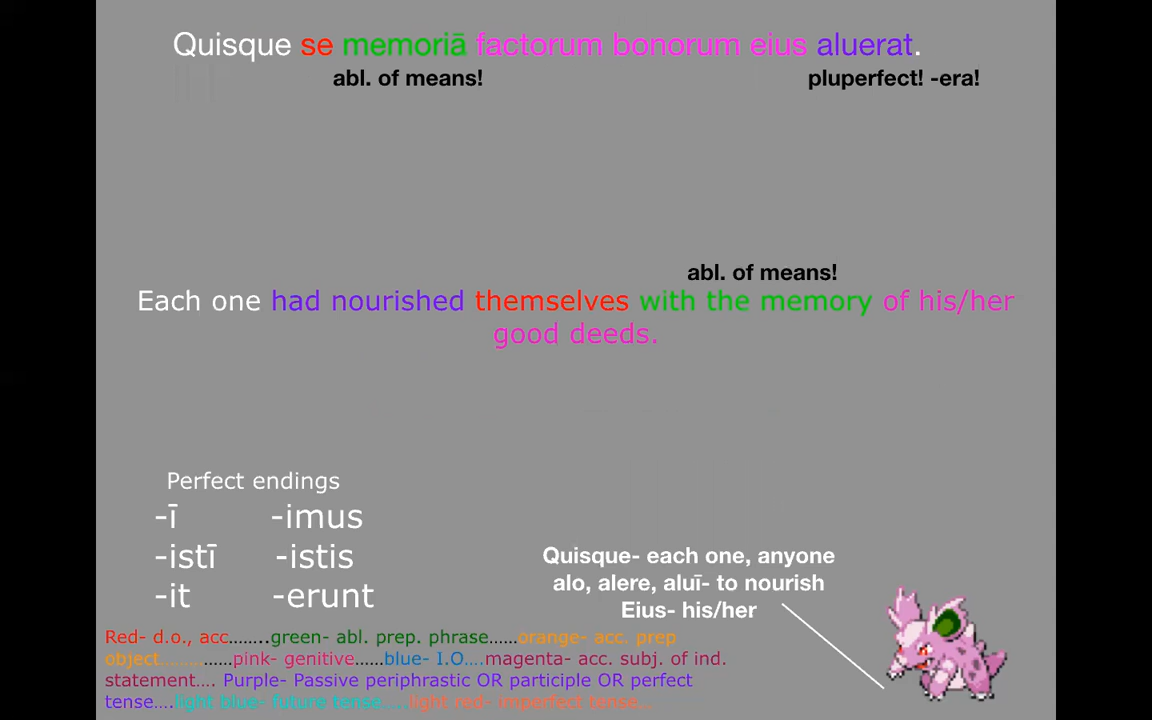 Quisque se memoriā factorum bonorum eius aluerat.
abl. of means!
pluperfect! -era!
abl. of means!
Each one had nourished themselves with the memory of his/her
good deeds.
Perfect endings
-ī -imus
-istī -istis
-it -erunt
Quisque- each one, anyone
alo, alere, aluī- to nourish
Eius- his/her
Red- d.o., acc........green- abl. prep. phrase......orange- acc. prep
object...............pink- genitive......blue- I.O....magenta- acc. subj. of ind.
statement.... Purple- Passive periphrastic OR participle OR perfect
tense....light blue- future tense.....light red- imperfect tense...